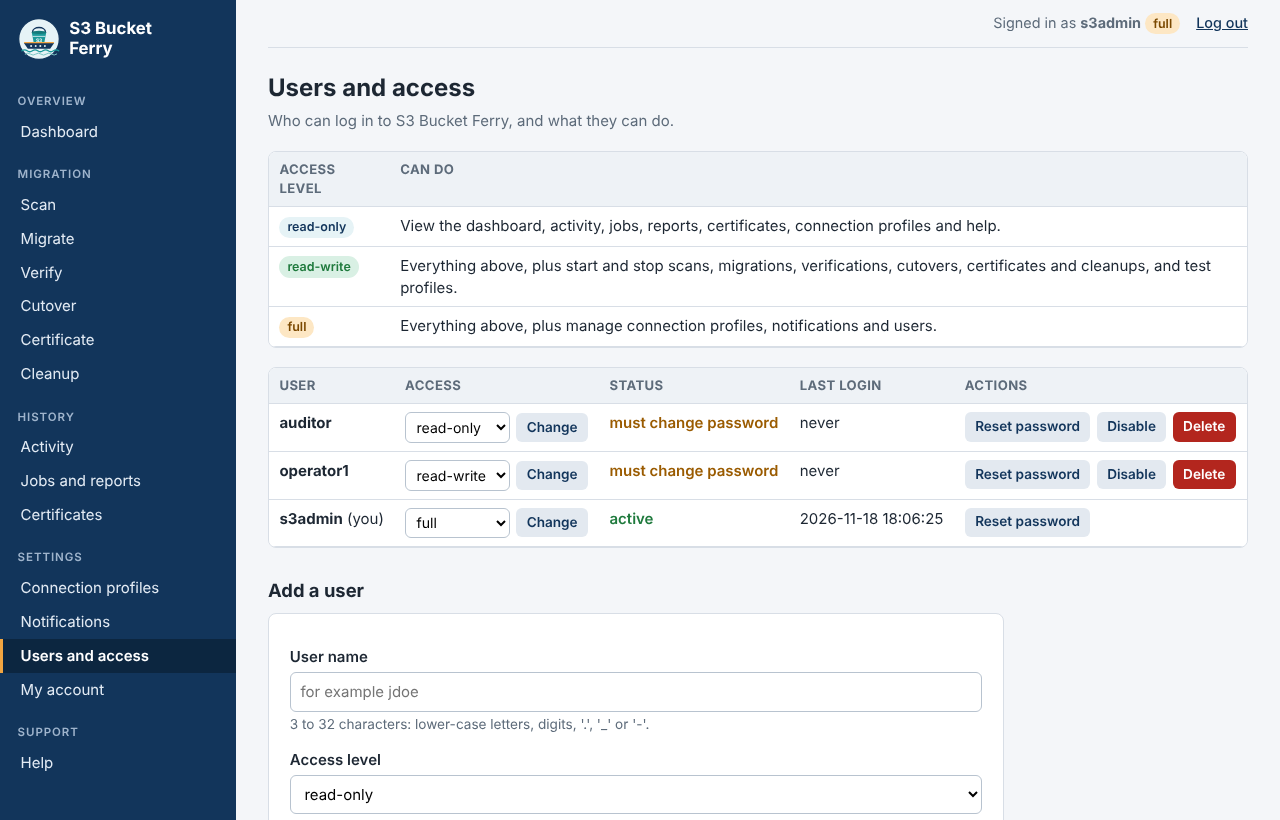 S3 Bucket
Ferry
S3
Signed in as s3admin full Log out
OVERVIEW
Dashboard
MIGRATION
Scan
Migrate
Verify
Cutover
Certificate
Cleanup
HISTORY
Activity
Jobs and reports
Certificates
SETTINGS
Connection profiles
Notifications
Users and access
My account
SUPPORT
Help
Users and access
Who can log in to S3 Bucket Ferry, and what they can do.
ACCESS LEVEL CAN DO
read-only View the dashboard, activity, jobs, reports, certificates, connection profiles and help.
read-write Everything above, plus start and stop scans, migrations, verifications, cutovers, certificates and cleanups, and test
profiles.
full Everything above, plus manage connection profiles, notifications and users.
USER ACCESS STATUS LAST LOGIN ACTIONS
auditor read-only Change must change password never Reset password Disable Delete
operator1 read-write Change must change password never Reset password Disable Delete
s3admin (you) full Change active 2026-11-18 18:06:25 Reset password
Add a user
User name
for example jdoe
3 to 32 characters: lower-case letters, digits, '.', '_' or '-'.
Access level
read-only